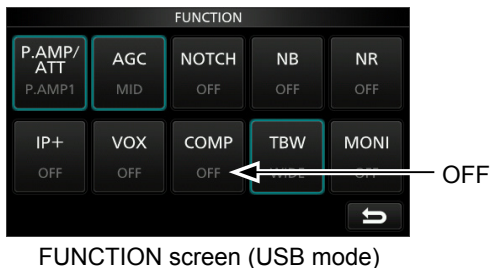 FUNCTION
P.AMP/
ATT
P.AMP1
AGC
MID
NOTCH
OFF
NB
OFF
NR
OFF
IP+
OFF
VOX
OFF
COMP
OFF
TBW
WIDE
MONI
OFF
OFF
FUNCTION screen (USB mode)